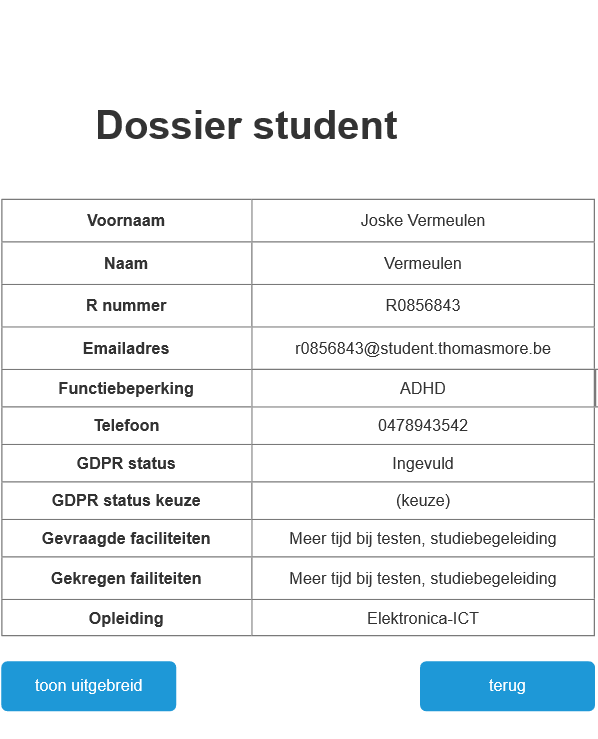 Dossier student
Voornaam Joske Vermeulen
Naam Vermeulen
R nummer R0856843
Emailadres r0856843@student.thomasmore.be
Functiebeperking ADHD
Telefoon 0478943542
GDPR status Ingevuld
GDPR status keuze (keuze)
Gevraagde faciliteiten Meer tijd bij testen, studiebegeleiding
Gekregen failiteiten Meer tijd bij testen, studiebegeleiding
Opleiding Elektronica-ICT
toon uitgebreid terug